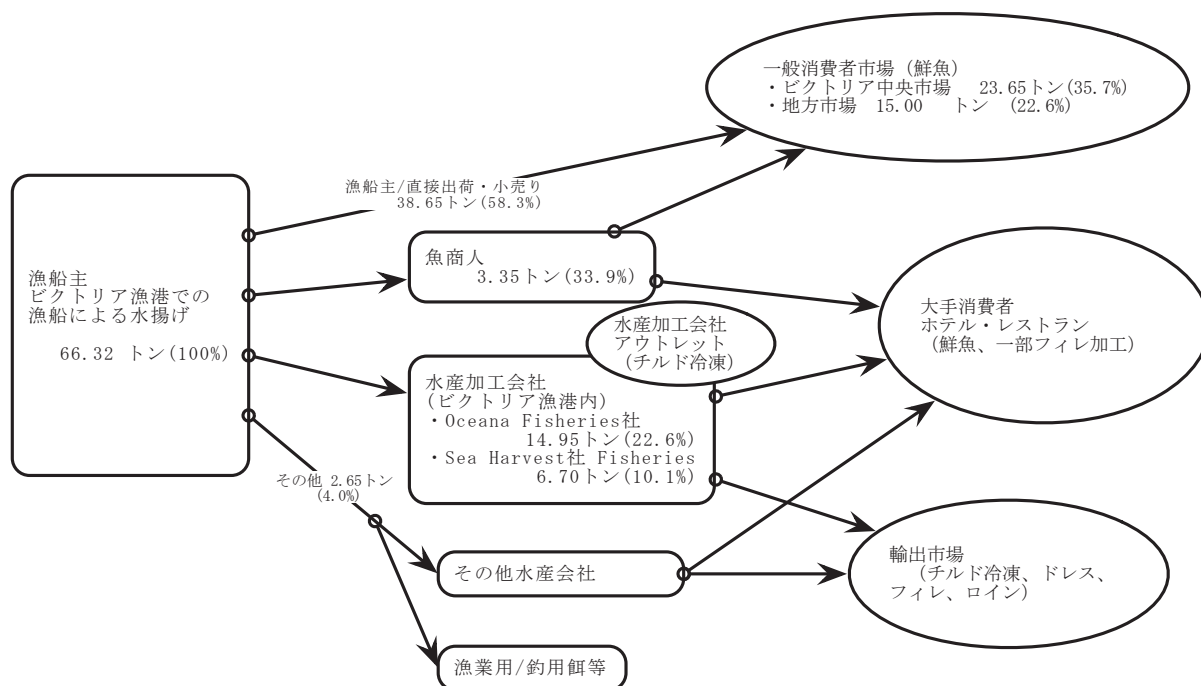 一般消費者市場 (鮮魚)
・ビクトリア中央市場 23.65トン(35.7%)
・地方市場 15.00 トン (22.6%)
漁船主/直接出荷・小売り
38.65トン(58.3%)
漁船主
ビクトリア漁港での
漁船による水揚げ
66.32 トン(100%)
魚商人
3.35トン(33.9%)
水産加工会社
アウトレット
(チルド冷凍)
大手消費者
ホテル・レストラン
(鮮魚、一部フィレ加工)
水産加工会社
(ビクトリア漁港内)
・Oceana Fisheries社
14.95トン(22.6%)
・Sea Harvest社 Fisheries
6.70トン(10.1%)
その他 2.65トン
(4.0%)
その他水産会社
輸出市場
(チルド冷凍、ドレス、
フィレ、ロイン)
漁業用/釣用餌等